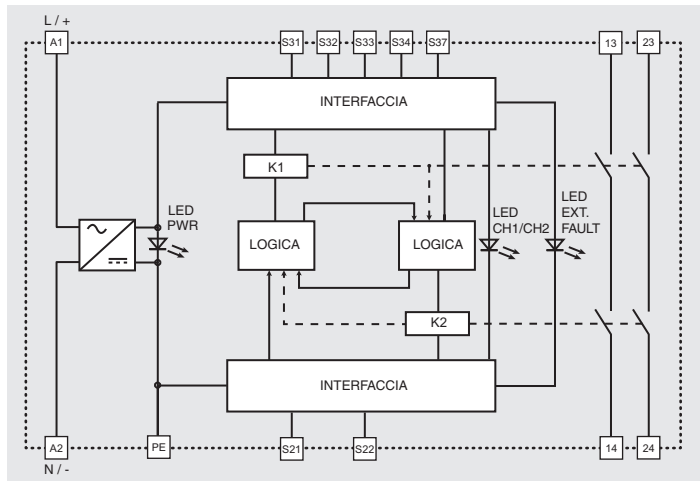 L / +
A1
S31
S32
S33
S34
S37
13
23
INTERFACCIA
K1
LED
PWR
LOGICA
LOGICA
LED
CH1/CH2
LED
EXT.
FAULT
K2
INTERFACCIA
A2
PE
S21
S22
14
24
N / -